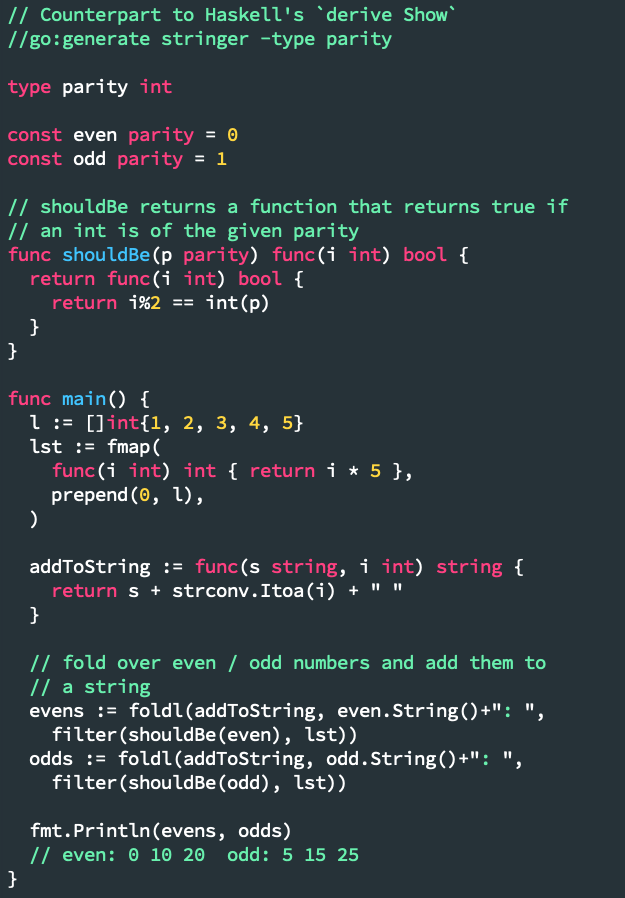 // Counterpart to Haskell's `derive Show`
//go:generate stringer -type parity

type parity int

const even parity = 0
const odd parity = 1

// shouldBe returns a function that returns true if
// an int is of the given parity
func shouldBe(p parity) func(i int) bool {
  return func(i int) bool {
    return i%2 == int(p)
  }
}

func main() {
  l := []int{1, 2, 3, 4, 5}
  lst := fmap(
    func(i int) int { return i * 5 },
    prepend(0, l),
  )

  addToString := func(s string, i int) string {
    return s + strconv.Itoa(i) + " "
  }

  // fold over even / odd numbers and add them to
  // a string
  evens := foldl(addToString, even.String()+": ",
    filter(shouldBe(even), lst))
  odds := foldl(addToString, odd.String()+": ",
    filter(shouldBe(odd), lst))

  fmt.Println(evens, odds)
  // even: 0 10 20  odd: 5 15 25
}